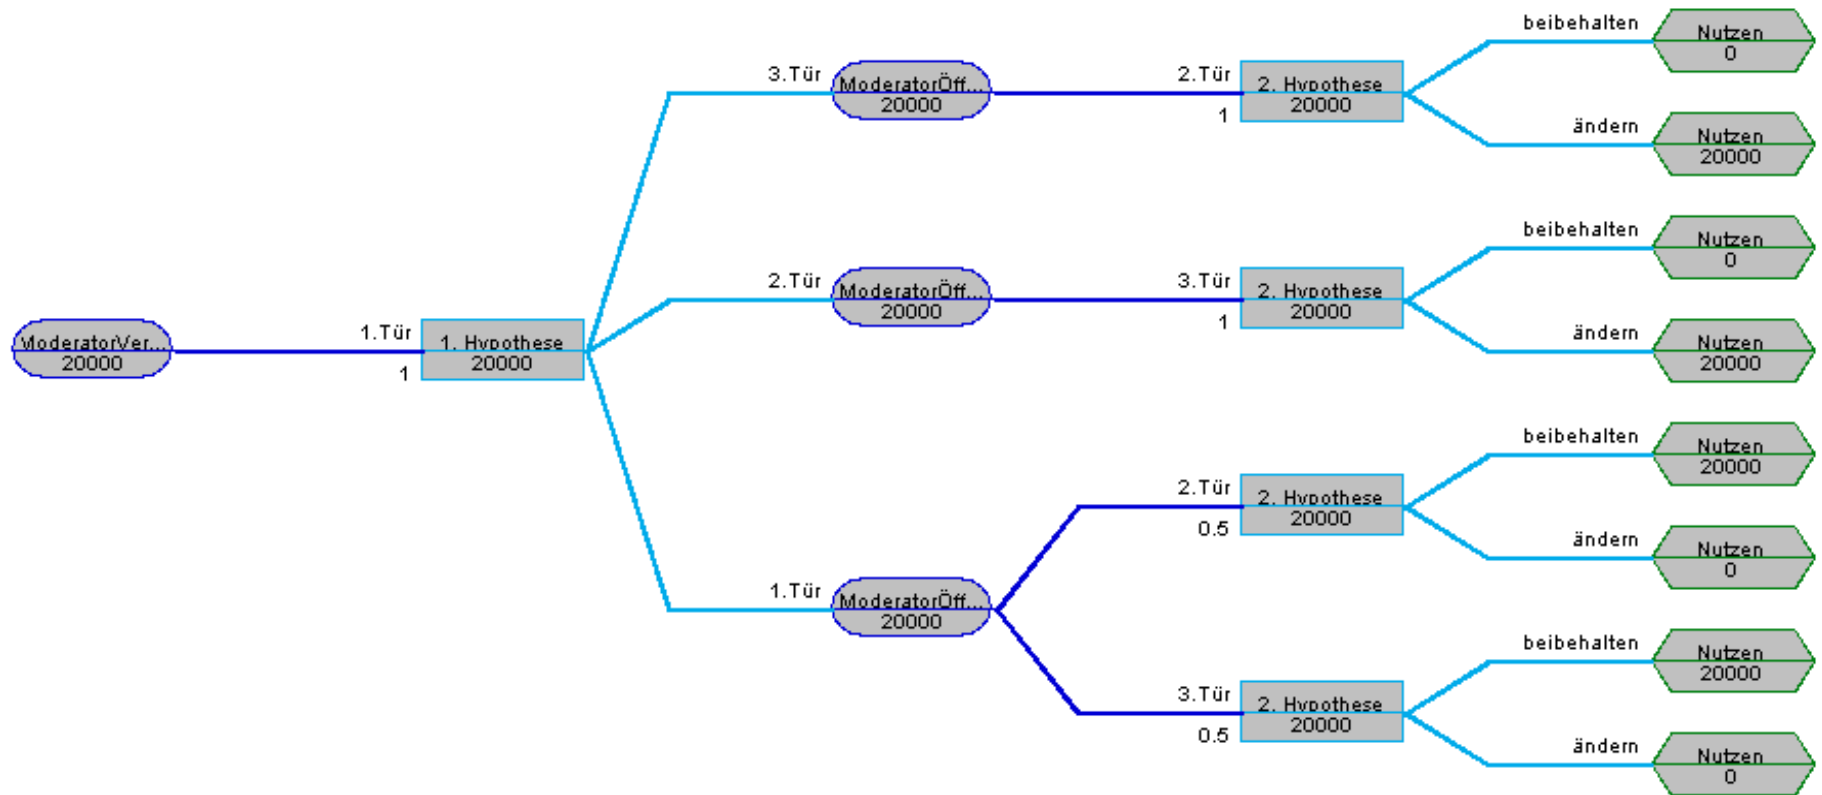 beibehalten
Nutzen
0
3.Tür
ModeratorÖff...
20000
2.Tür
1
2. Hypothese
20000
ändern
Nutzen
20000
beibehalten
Nutzen
0
2.Tür
ModeratorÖff...
20000
3.Tür
1
2. Hypothese
20000
ändern
Nutzen
20000
ModeratorVer...
20000
1.Tür
1
1. Hypothese
20000
beibehalten
Nutzen
20000
2.Tür
0.5
2. Hypothese
20000
ändern
Nutzen
0
1.Tür
ModeratorÖff...
20000
beibehalten
Nutzen
20000
3.Tür
0.5
2. Hypothese
20000
ändern
Nutzen
0